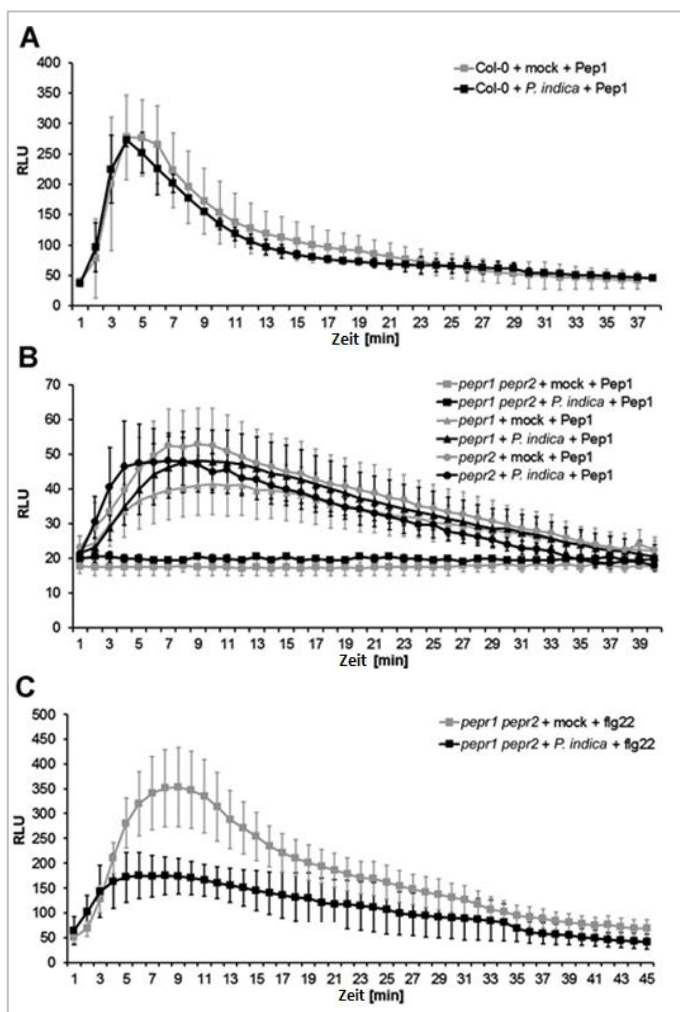 A
400
350
300
250
200
150
100
50
0
RLU
Col-0 + mock + Pep1
Col-0 + P. indica + Pep1
1 3 5 7 9 11 13 15 17 19 21 23 25 27 29 31 33 35 37
Zeit [min]
B
70
60
50
40
30
20
10
0
RLU
pepr1 pepr2 + mock + Pep1
pepr1 pepr2 + P. indica + Pep1
pepr1 + mock + Pep1
pepr1 + P. indica + Pep1
pepr2 + mock + Pep1
pepr2 + P. indica + Pep1
1 3 5 7 9 11 13 15 17 19 21 23 25 27 29 31 33 35 37 39
Zeit [min]
C
500
450
400
350
300
250
200
150
100
50
0
RLU
pepr1 pepr2 + mock + flg22
pepr1 pepr2 + P. indica + flg22
1 3 5 7 9 11 13 15 17 19 21 23 25 27 29 31 33 35 37 39 41 43 45
Zeit [min]